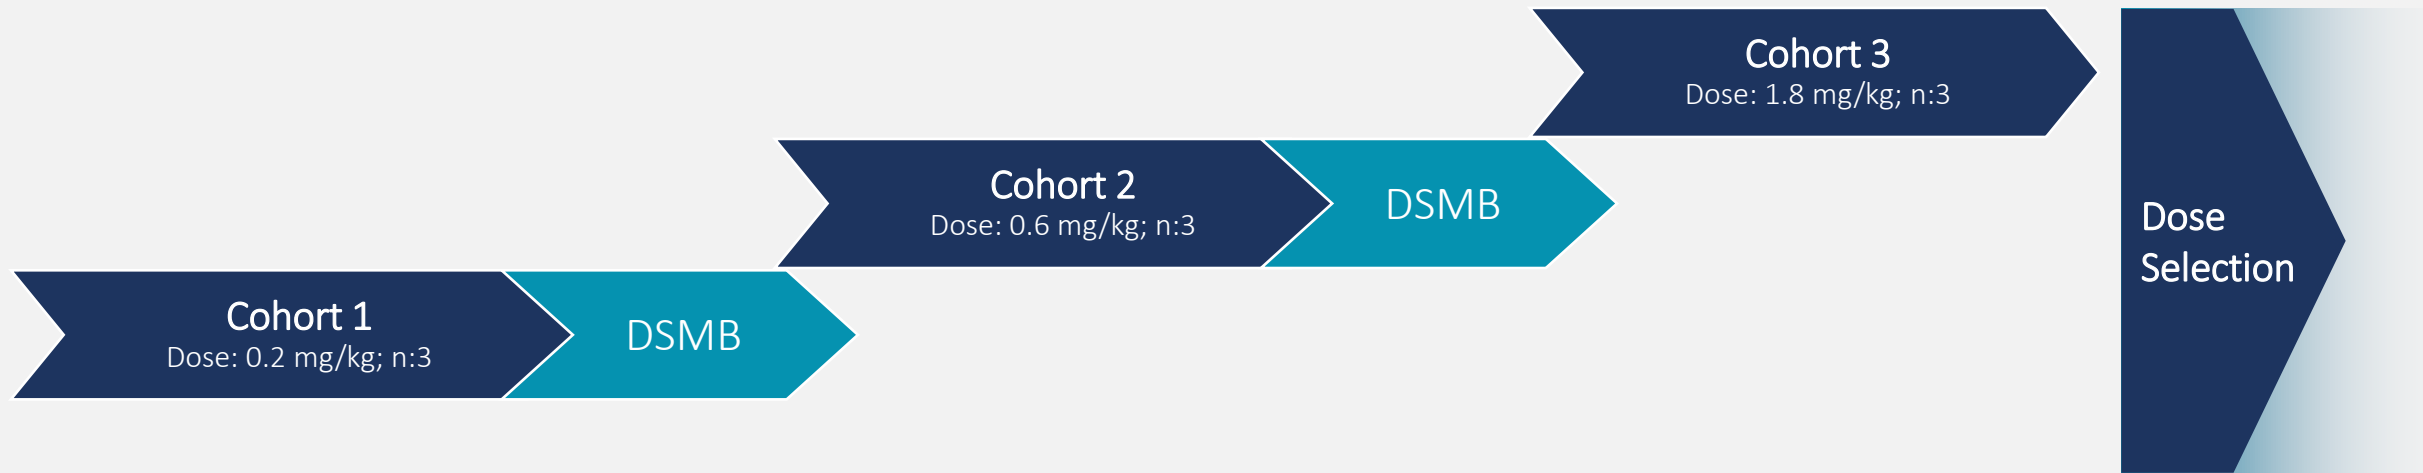 Cohort 3
Dose: 1.8 mg/kg; n:3
Cohort 2
Dose: 0.6 mg/kg; n:3
DSMB
Cohort 1
Dose: 0.2 mg/kg; n:3
DSMB
Dose
Selection